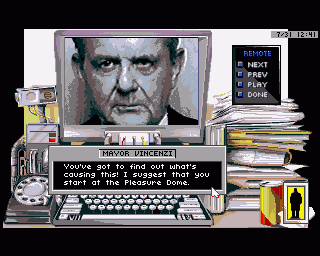 7/31 12:41
REMOTE
NEXT
PREV
PLAY
DONE
MAYOR VINCENZI
You've got to find out what's
causing this! I suggest that you
start at the Pleasure Dome.